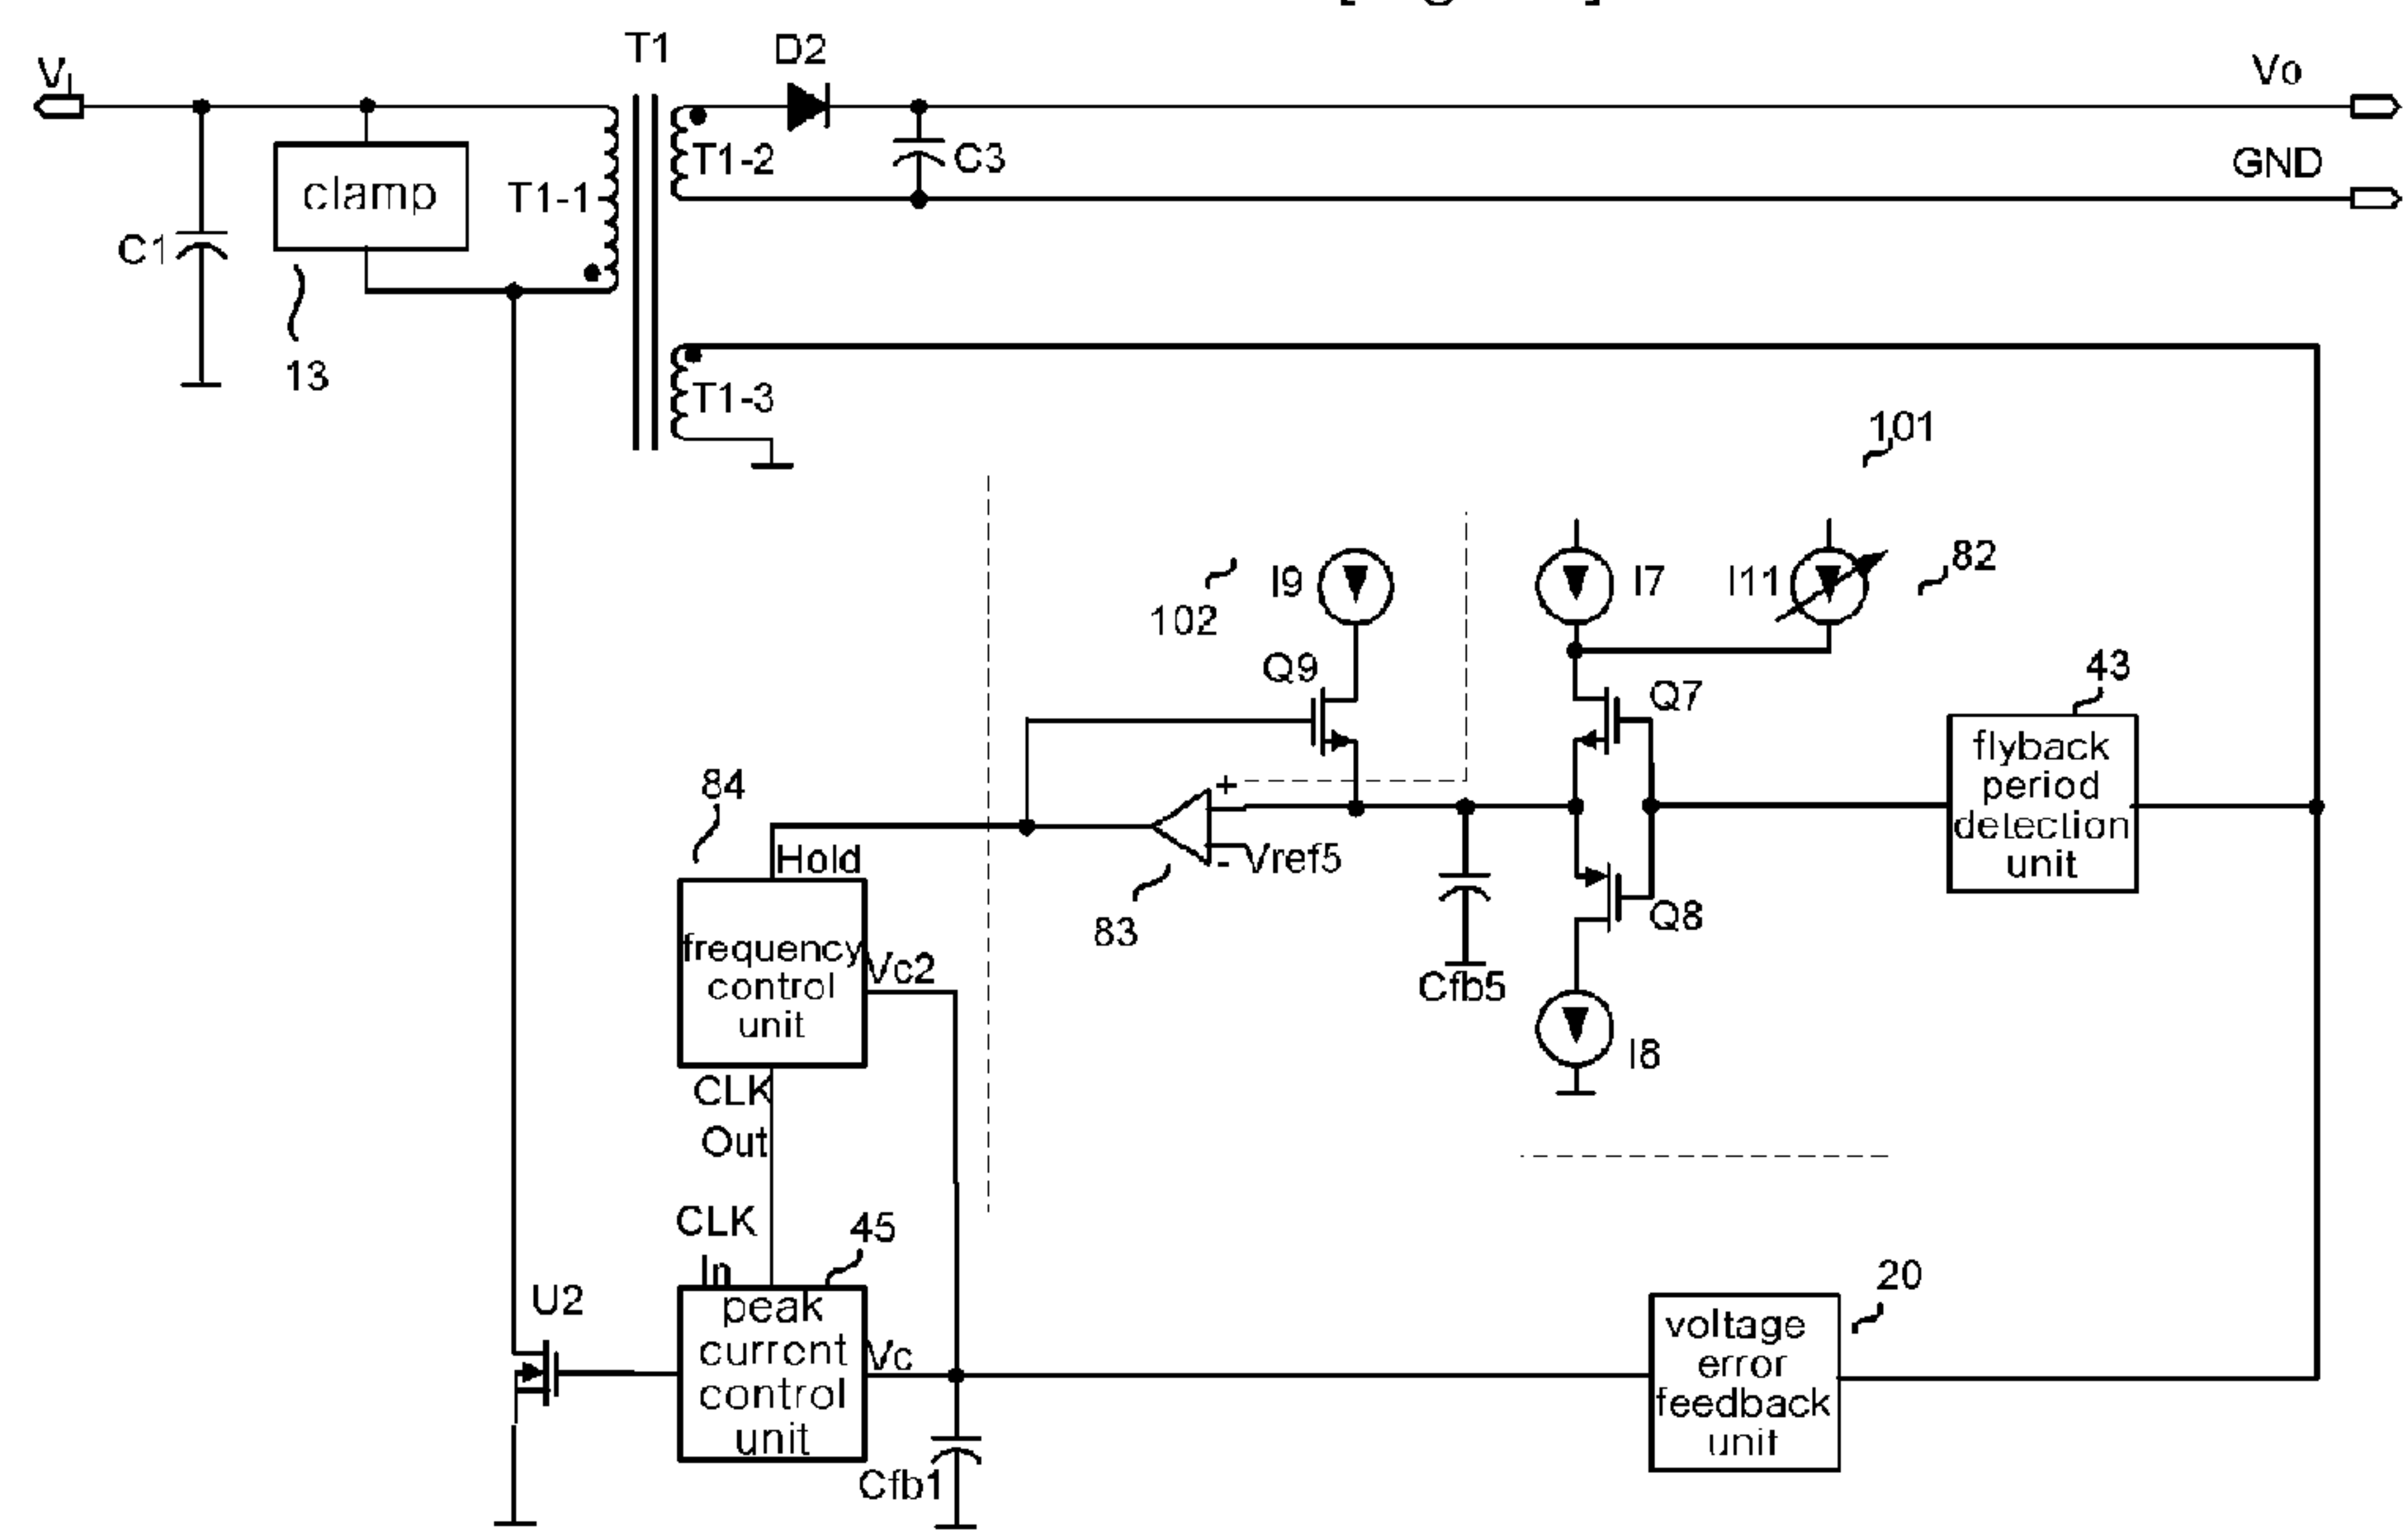 VI
T1
D2
Vo
T1-2
C3
GND
clamp
T1-1
C1
13
T1-3
101
102
I9
I7
I11
82
Q9
Q7
43
flyback
period
detection
unit
84
+
Hold
- Vref5
83
Q8
frequency
control
unit
Vc2
Cfb5
I8
CLK
Out
CLK
In
45
20
U2
peak
current
control
unit
Vc
voltage
error
feedback
unit
Cfb1